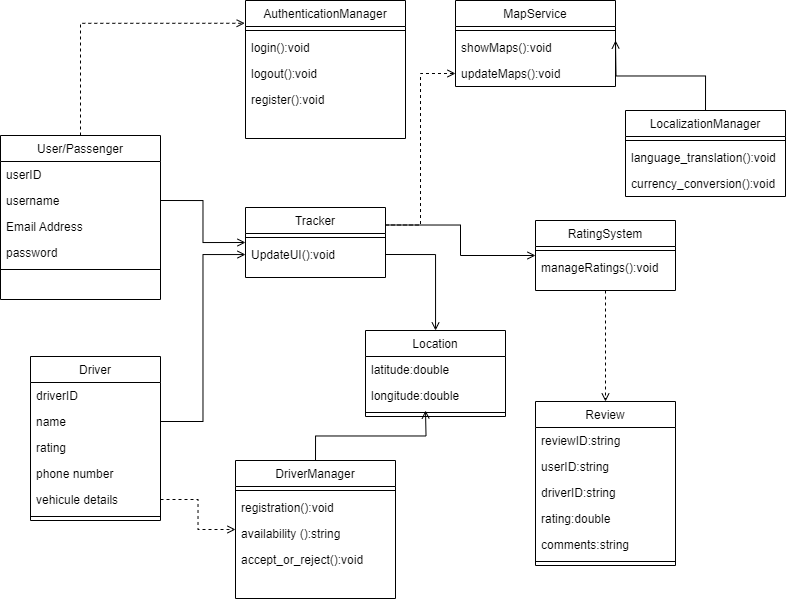 AuthenticationManager
login():void
logout():void
register():void
MapService
showMaps():void
updateMaps():void
LocalizationManager
language_translation():void
currency_conversion():void
User/Passenger
userID
username
Email Address
password
Tracker
UpdateUI():void
RatingSystem
manageRatings():void
Location
latitude:double
longitude:double
Driver
driverID
name
rating
phone number
vehicule details
DriverManager
registration():void
availability ():string
accept_or_reject():void
Review
reviewID:string
userID:string
driverID:string
rating:double
comments:string